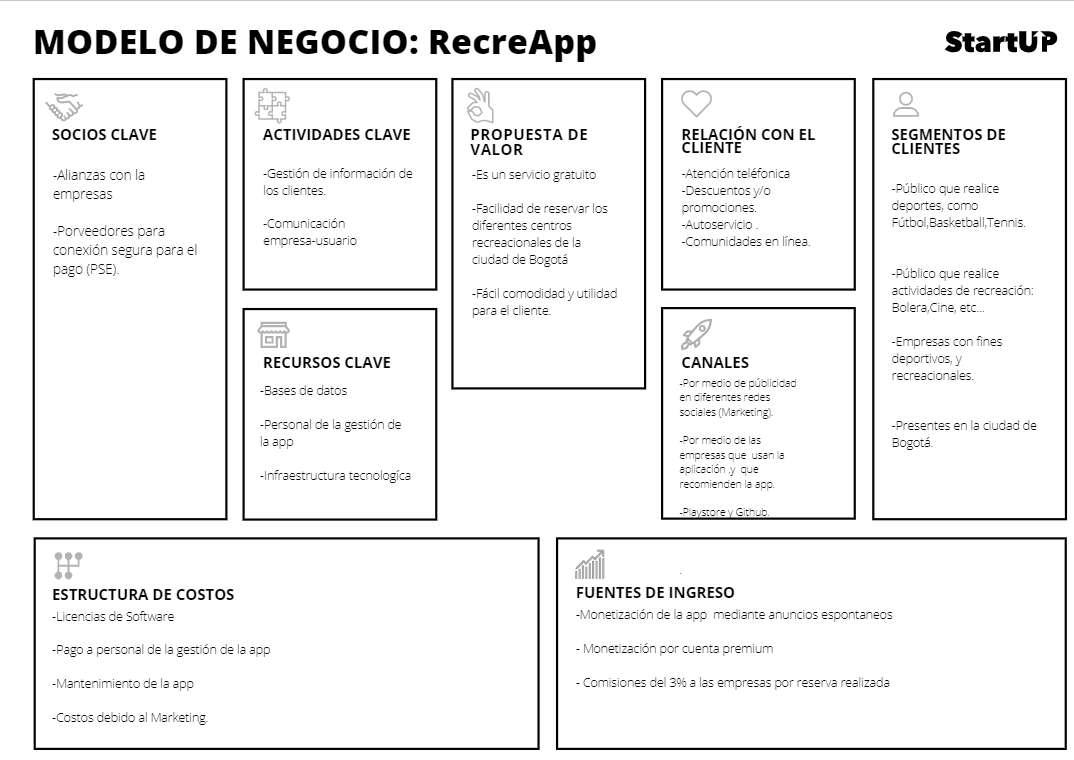 MODELO DE NEGOCIO: RecreApp
StartUP
SOCIOS CLAVE
-Alianzas con la
empresas
-Porveedores para
conexión segura para el
pago (PSE).
ACTIVIDADES CLAVE
-Gestión de información de
los clientes.
-Comunicación
empresa-usuario
RECURSOS CLAVE
-Bases de datos
-Personal de la gestión de
la app
-Infraestructura tecnologíca
PROPUESTA DE
VALOR
-Es un servicio gratuito
-Facilidad de reservar los
diferentes centros
recreacionales de la
ciudad de Bogotá
-Fácil comodidad y utilidad
para el cliente.
RELACIÓN CON EL
CLIENTE
-Atención teléfonica
-Descuentos y/o
promociones.
-Autoservicio .
-Comunidades en línea.
CANALES
-Por medio de públicidad
en diferentes redes
sociales (Marketing).
-Por medio de las
empresas que  usan la
aplicación ,y  que
recomienden la app.
-Playstore y Github.
SEGMENTOS DE
CLIENTES
-Público que realice
deportes, como
Fútbol,Basketball,Tennis.
-Público que realice
actividades de recreación:
Bolera,Cine, etc...
-Empresas con fines
deportivos, y
recreacionales.
-Presentes en la ciudad de
Bogotá.
ESTRUCTURA DE COSTOS
-Licencias de Software
-Pago a personal de la gestión de la app
-Mantenimiento de la app
-Costos debido al Marketing.
.
FUENTES DE INGRESO
-Monetización de la app  mediante anuncios espontaneos
- Monetización por cuenta premium
- Comisiones del 3% a las empresas por reserva realizada